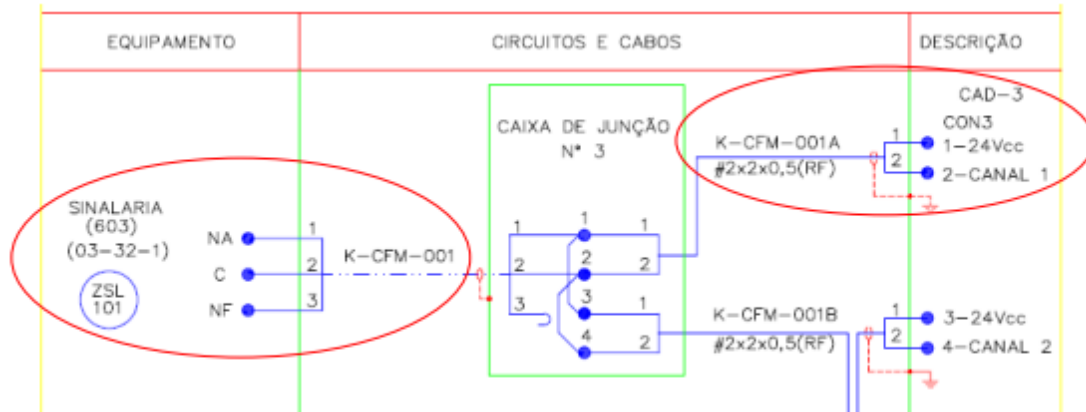 EQUIPAMENTO
CIRCUITOS E CABOS
DESCRIÇÃO
SINALARIA
(603)
(03-32-1)
ZSL
101
NA
C
NF
1
2
3
K-CFM-001
CAIXA DE JUNÇÃO
N° 3
1
2
3
1
2
3
4
1
2
1
2
K-CFM-001A
#2x2x0,5(RF)
K-CFM-001B
#2x2x0,5(RF)
CAD-3
CON3
1
2
1-24Vcc
2-CANAL 1
1
2
3-24Vcc
4-CANAL 2